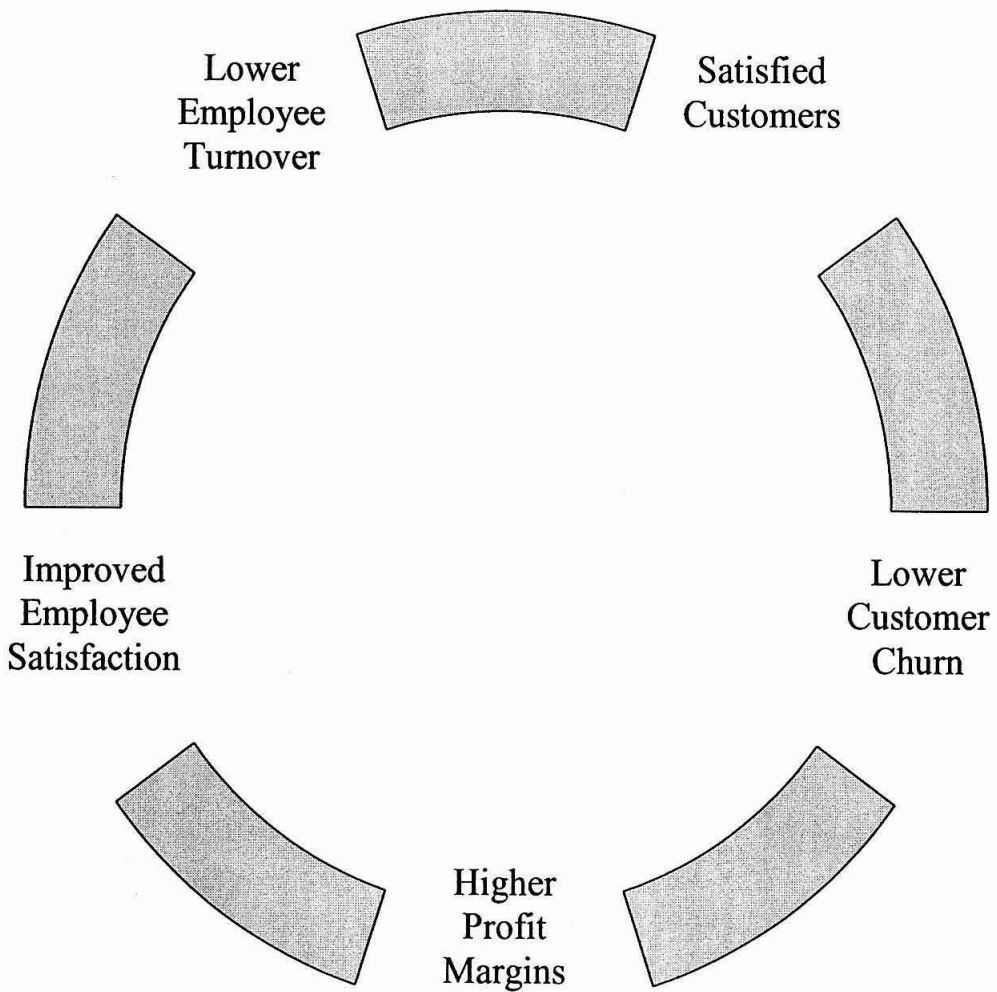 Lower
Employee
Turnover
Satisfied
Customers
Improved
Employee
Satisfaction
Lower
Customer
Churn
Higher
Profit
Margins